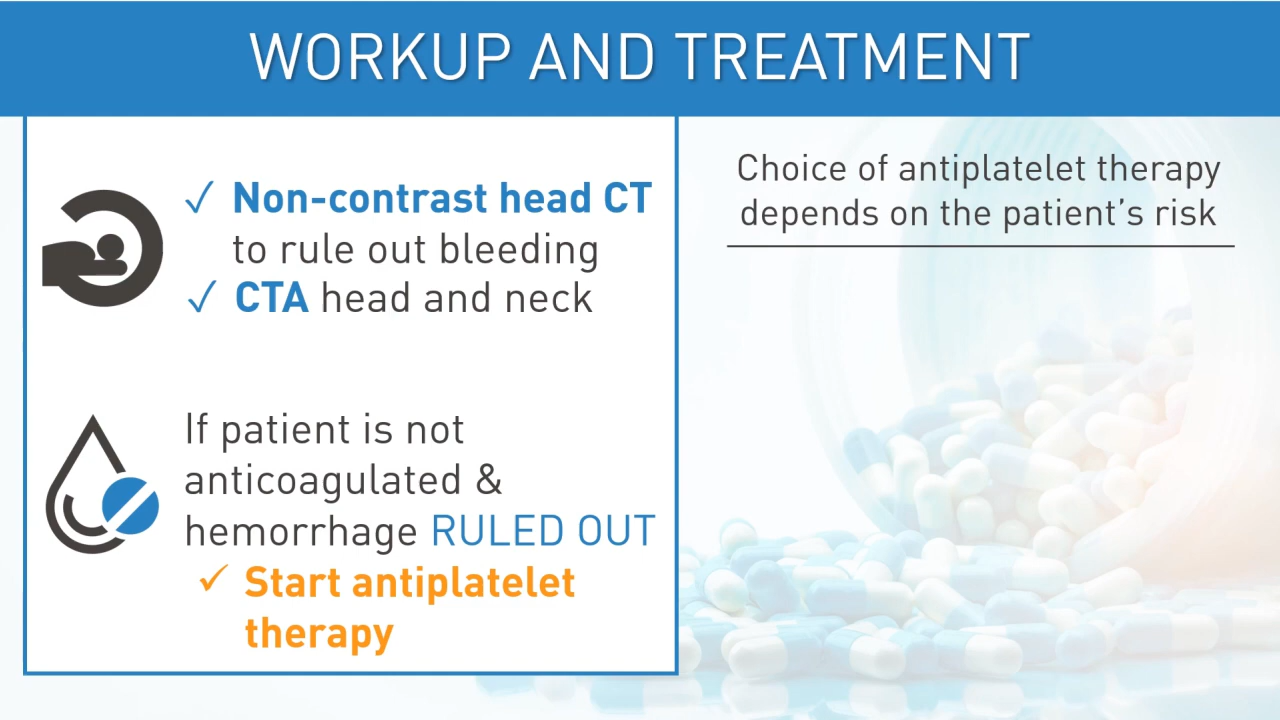 WORKUP AND TREATMENT
✓ Non-contrast head CT
to rule out bleeding
✓ CTA head and neck
If patient is not
anticoagulated &
hemorrhage RULED OUT
✓ Start antiplatelet
therapy
Choice of antiplatelet therapy
depends on the patient's risk